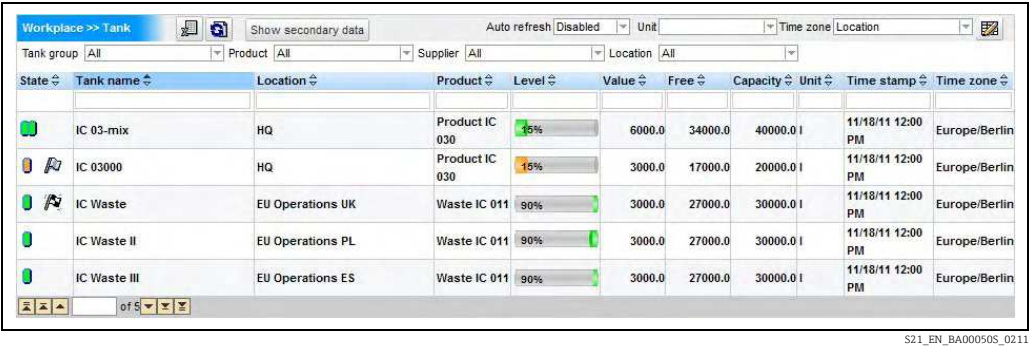 Workplace >> Tank Show secondary data Auto refresh Disabled Unit Time zone Location
Tank group All Product All Supplier All Location All
State Tank name Location Product Level Value Free Capacity Unit Time stamp Time zone
IC 03-mix HQ Product IC 030 15% 6000.0 34000.0 40000.0 l 11/18/11 12:00 PM Europe/Berlin
IC 03000 HQ Product IC 030 15% 3000.0 17000.0 20000.0 l 11/18/11 12:00 PM Europe/Berlin
IC Waste EU Operations UK Waste IC 011 90% 3000.0 27000.0 30000.0 l 11/18/11 12:00 PM Europe/Berlin
IC Waste II EU Operations PL Waste IC 011 90% 3000.0 27000.0 30000.0 l 11/18/11 12:00 PM Europe/Berlin
IC Waste III EU Operations ES Waste IC 011 90% 3000.0 27000.0 30000.0 l 11/18/11 12:00 PM Europe/Berlin
of 5
S21_EN_BA00050S_0211